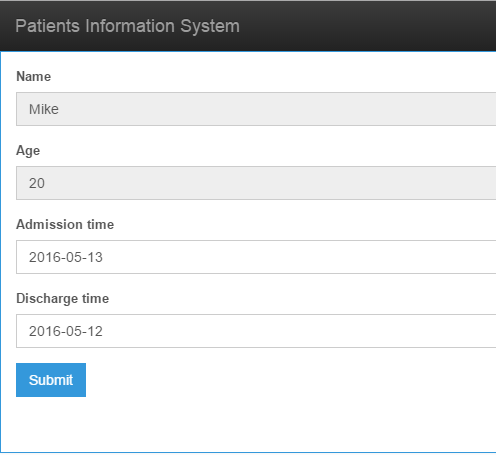 Patients Information System
Name
Mike
Age
20
Admission time
2016-05-13
Discharge time
2016-05-12
Submit